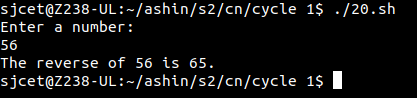 sjcet@Z238-UL:~/ashin/s2/cn/cycle 1$ ./20.sh
Enter a number:
56
The reverse of 56 is 65.
sjcet@Z238-UL:~/ashin/s2/cn/cycle 1$